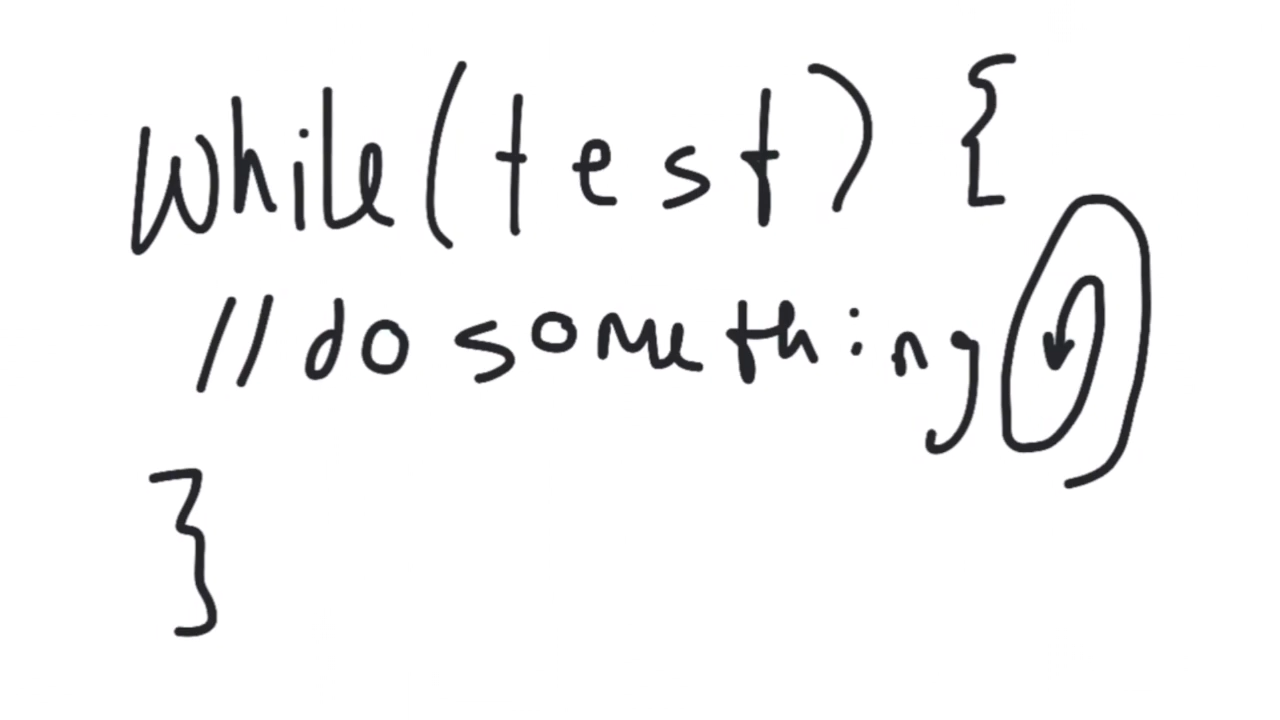 while(test) {
//do something
}